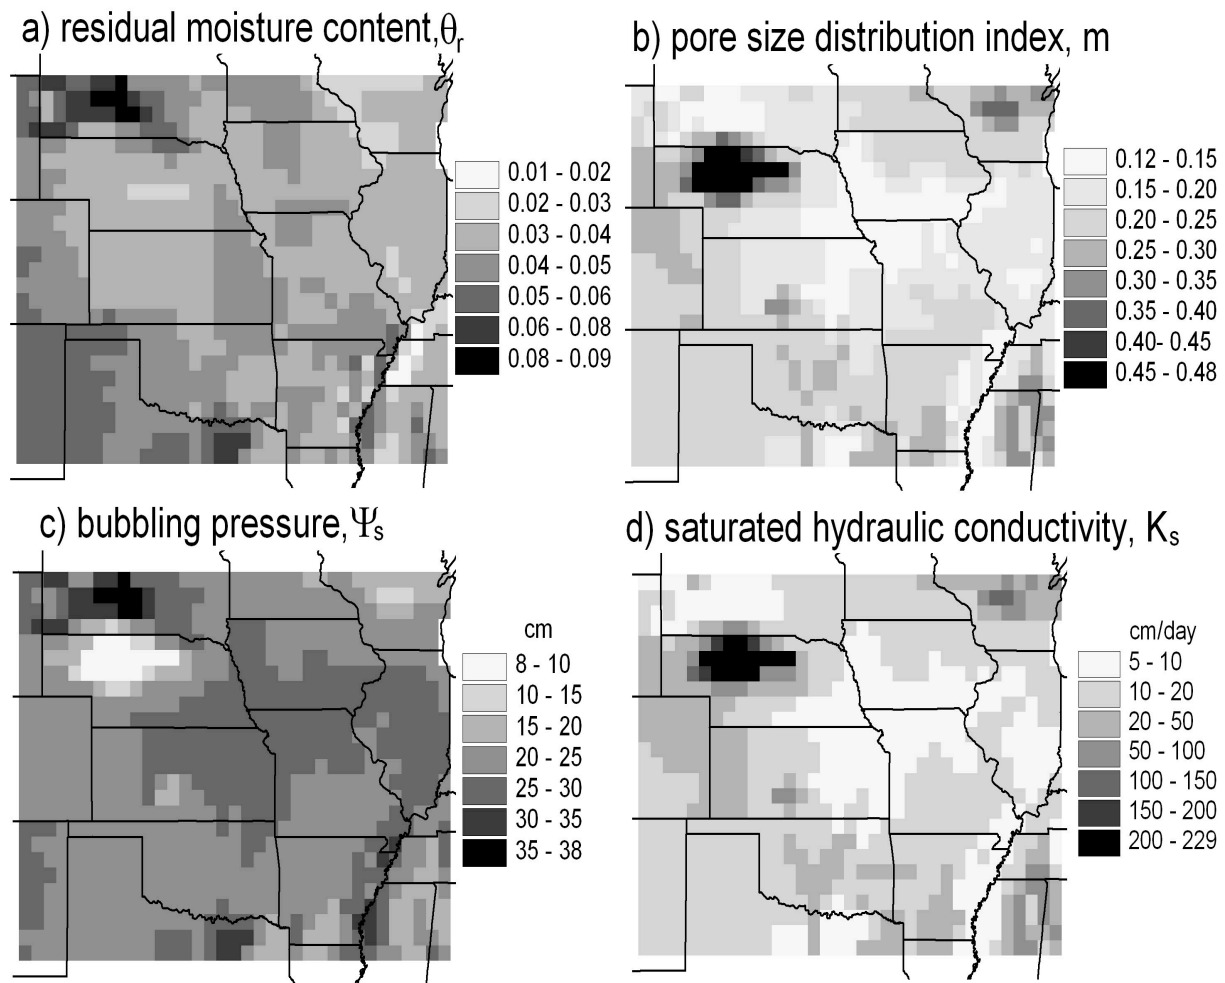 a) residual moisture content,θr
0.01 - 0.02
0.02 - 0.03
0.03 - 0.04
0.04 - 0.05
0.05 - 0.06
0.06 - 0.08
0.08 - 0.09
b) pore size distribution index, m
0.12 - 0.15
0.15 - 0.20
0.20 - 0.25
0.25 - 0.30
0.30 - 0.35
0.35 - 0.40
0.40- 0.45
0.45 - 0.48
c) bubbling pressure,Ψs
cm
8 - 10
10 - 15
15 - 20
20 - 25
25 - 30
30 - 35
35 - 38
d) saturated hydraulic conductivity, Ks
cm/day
5 - 10
10 - 20
20 - 50
50 - 100
100 - 150
150 - 200
200 - 229